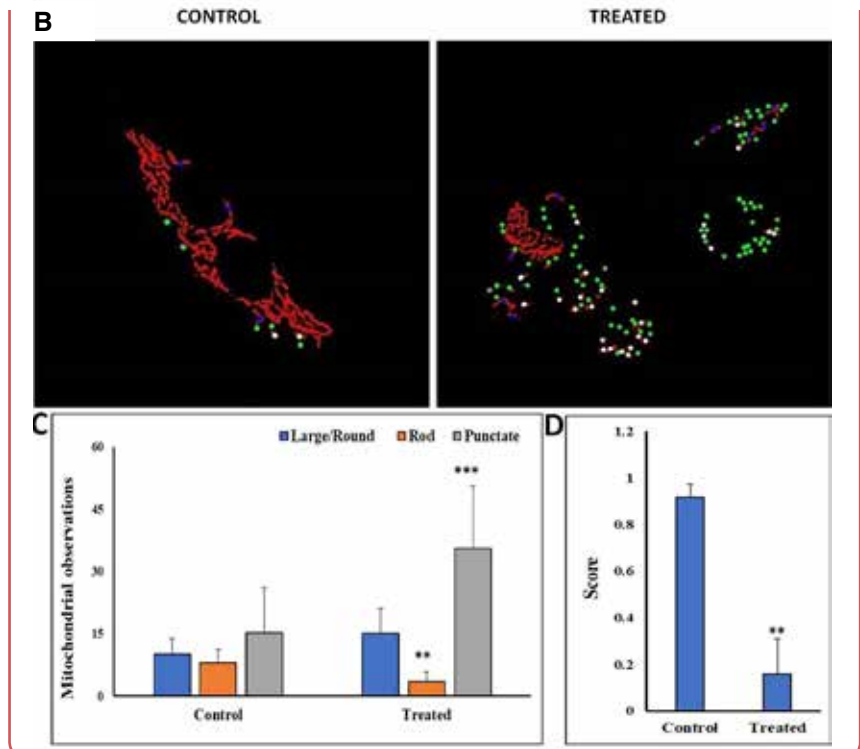 B
CONTROL
TREATED
C
Large/Round
Rod
Punctate
Mitochondrial observations
60
45
30
15
0
***
**
Control
Treated
D
Score
1.2
1
0.8
0.6
0.4
0.2
0
**
Control
Treated